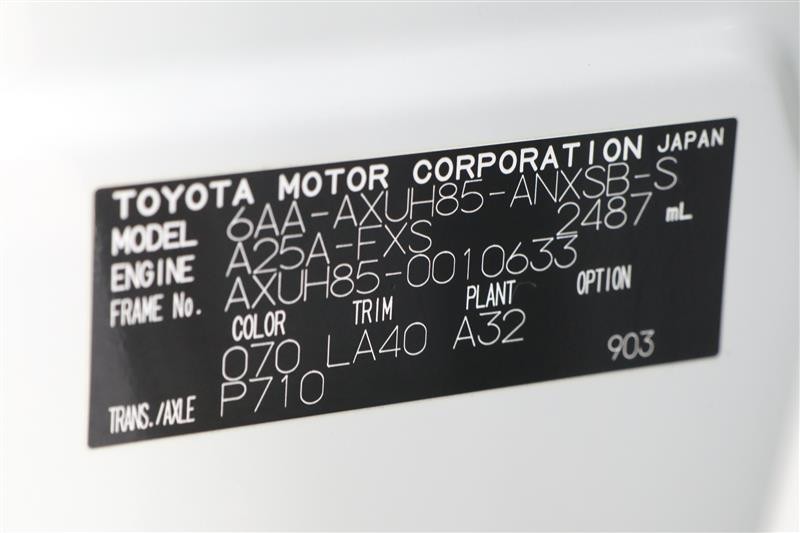 TOYOTA MOTOR CORPORATION JAPAN
MODEL 6AA-AXUH85-ANXSB-S
ENGINE A25A-FXS 2487 mL
FRAME No. AXUH85-0010633
COLOR TRIM PLANT OPTION
070 LA40 A32
TRANS./AXLE P710 903